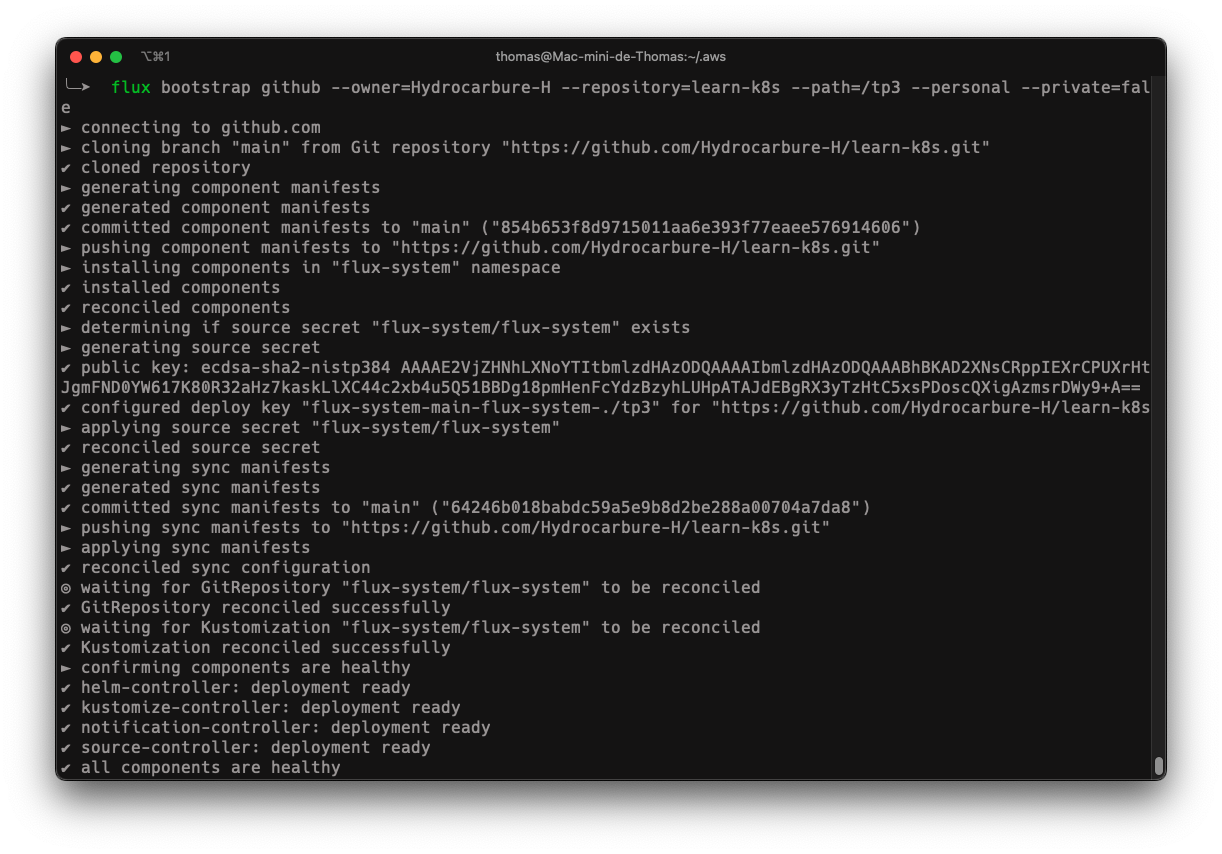 ⌥⌘1
thomas@Mac-mini-de-Thomas:~/.aws
╰─➤  flux bootstrap github --owner=Hydrocarbure-H --repository=learn-k8s --path=/tp3 --personal --private=fal
e
► connecting to github.com
► cloning branch "main" from Git repository "https://github.com/Hydrocarbure-H/learn-k8s.git"
✔ cloned repository
► generating component manifests
✔ generated component manifests
✔ committed component manifests to "main" ("854b653f8d9715011aa6e393f77eaee576914606")
► pushing component manifests to "https://github.com/Hydrocarbure-H/learn-k8s.git"
► installing components in "flux-system" namespace
✔ installed components
✔ reconciled components
► determining if source secret "flux-system/flux-system" exists
► generating source secret
✔ public key: ecdsa-sha2-nistp384 AAAAE2VjZHNhLXNoYTItbmlzdHAzODQAAAAIbmlzdHAzODQAAABhBKAD2XNsCRppIEXrCPUXrHt
JgmFND0YW617K80R32aHz7kaskLlXC44c2xb4u5Q51BBDg18pmHenFcYdzBzyhLUHpATAJdEBgRX3yTzHtC5xsPDoscQXigAzmsrDWy9+A==
✔ configured deploy key "flux-system-main-flux-system-./tp3" for "https://github.com/Hydrocarbure-H/learn-k8s
► applying source secret "flux-system/flux-system"
✔ reconciled source secret
► generating sync manifests
✔ generated sync manifests
✔ committed sync manifests to "main" ("64246b018babdc59a5e9b8d2be288a00704a7da8")
► pushing sync manifests to "https://github.com/Hydrocarbure-H/learn-k8s.git"
► applying sync manifests
✔ reconciled sync configuration
◎ waiting for GitRepository "flux-system/flux-system" to be reconciled
✔ GitRepository reconciled successfully
◎ waiting for Kustomization "flux-system/flux-system" to be reconciled
✔ Kustomization reconciled successfully
► confirming components are healthy
✔ helm-controller: deployment ready
✔ kustomize-controller: deployment ready
✔ notification-controller: deployment ready
✔ source-controller: deployment ready
✔ all components are healthy